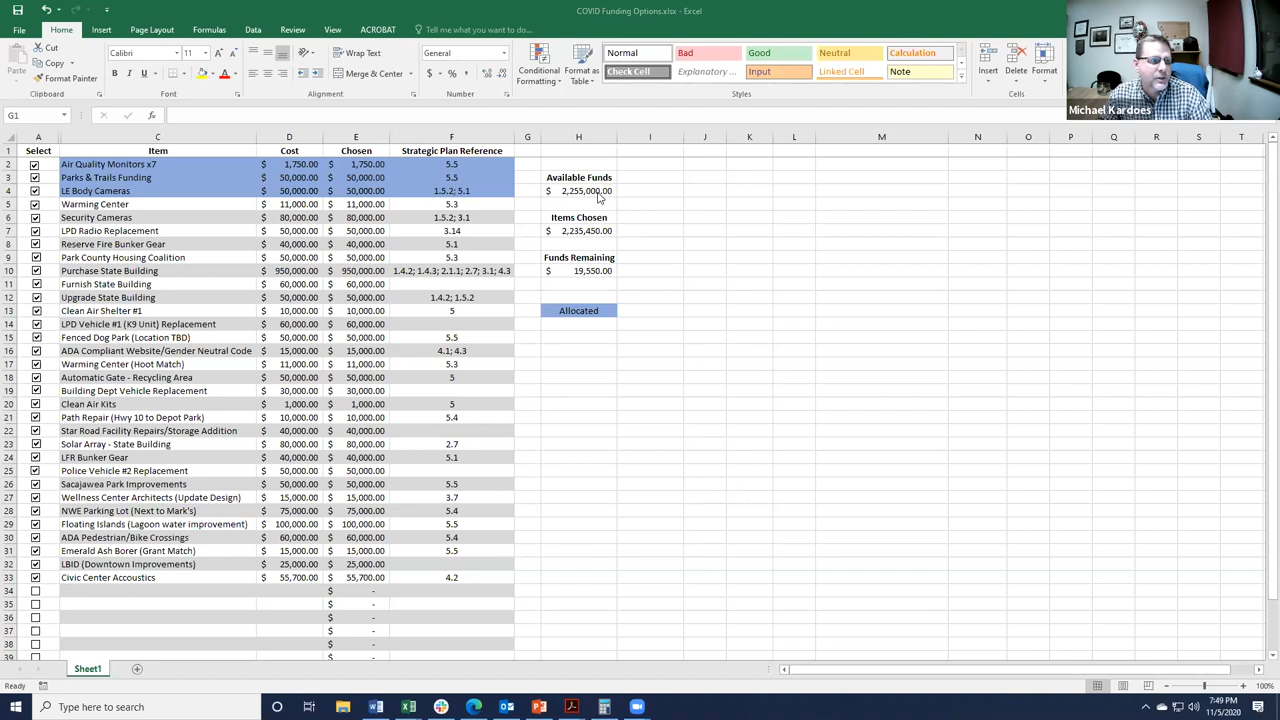 COVID Funding Options.xlsx - Excel
File Home Insert Page Layout Formulas Data Review View ACROBAT Tell me what you want to do
Cut
Copy
Format Painter
Paste
Clipboard
Calibri 11
B I U
Font
Wrap Text
Merge & Center
Alignment
General
$ % ,
Number
Conditional Formatting
Format as Table
Normal Bad Good Neutral Calculation
Check Cell Explanatory ... Input Linked Cell Note
Styles
Insert Delete Format
Cells
Michael Kardoes
G1
A C D E F G H I J K L M N O P Q R S T
1 Select Item Cost Chosen Strategic Plan Reference
2 Air Quality Monitors x7 $ 1,750.00 $ 1,750.00 5.5
3 Parks & Trails Funding $ 50,000.00 $ 50,000.00 5.5 Available Funds
4 LE Body Cameras $ 50,000.00 $ 50,000.00 1.5.2; 5.1 $ 2,255,000.00
5 Warming Center $ 11,000.00 $ 11,000.00 5.3
6 Security Cameras $ 80,000.00 $ 80,000.00 1.5.2; 3.1 Items Chosen
7 LPD Radio Replacement $ 50,000.00 $ 50,000.00 3.14 $ 2,235,450.00
8 Reserve Fire Bunker Gear $ 40,000.00 $ 40,000.00 5.1
9 Park County Housing Coalition $ 50,000.00 $ 50,000.00 5.3 Funds Remaining
10 Purchase State Building $ 950,000.00 $ 950,000.00 1.4.2; 1.4.3; 2.1.1; 2.7; 3.1; 4.3 $ 19,550.00
11 Furnish State Building $ 60,000.00 $ 60,000.00
12 Upgrade State Building $ 50,000.00 $ 50,000.00 1.4.2; 1.5.2
13 Clean Air Shelter #1 $ 10,000.00 $ 10,000.00 5 Allocated
14 LPD Vehicle #1 (K9 Unit) Replacement $ 60,000.00 $ 60,000.00
15 Fenced Dog Park (Location TBD) $ 50,000.00 $ 50,000.00 5.5
16 ADA Compliant Website/Gender Neutral Code $ 15,000.00 $ 15,000.00 4.1; 4.3
17 Warming Center (Hoot Match) $ 11,000.00 $ 11,000.00 5.3
18 Automatic Gate - Recycling Area $ 50,000.00 $ 50,000.00 5
19 Building Dept Vehicle Replacement $ 30,000.00 $ 30,000.00
20 Clean Air Kits $ 1,000.00 $ 1,000.00 5
21 Path Repair (Hwy 10 to Depot Park) $ 10,000.00 $ 10,000.00 5.4
22 Star Road Facility Repairs/Storage Addition $ 40,000.00 $ 40,000.00
23 Solar Array - State Building $ 80,000.00 $ 80,000.00 2.7
24 LFR Bunker Gear $ 40,000.00 $ 40,000.00 5.1
25 Police Vehicle #2 Replacement $ 50,000.00 $ 50,000.00
26 Sacajawea Park Improvements $ 50,000.00 $ 50,000.00 5.5
27 Wellness Center Architects (Update Design) $ 15,000.00 $ 15,000.00 3.7
28 NWE Parking Lot (Next to Mark's) $ 75,000.00 $ 75,000.00 5.4
29 Floating Islands (Lagoon water improvement) $ 100,000.00 $ 100,000.00 5.5
30 ADA Pedestrian/Bike Crossings $ 60,000.00 $ 60,000.00 5.4
31 Emerald Ash Borer (Grant Match) $ 15,000.00 $ 15,000.00 5.5
32 LBID (Downtown Improvements) $ 25,000.00 $ 25,000.00
33 Civic Center Accoustics $ 55,700.00 $ 55,700.00 4.2
34 $ -
35 $ -
36 $ -
37 $ -
38 $ -
39
Sheet1
Ready 100%
Type here to search
7:49 PM
11/5/2020